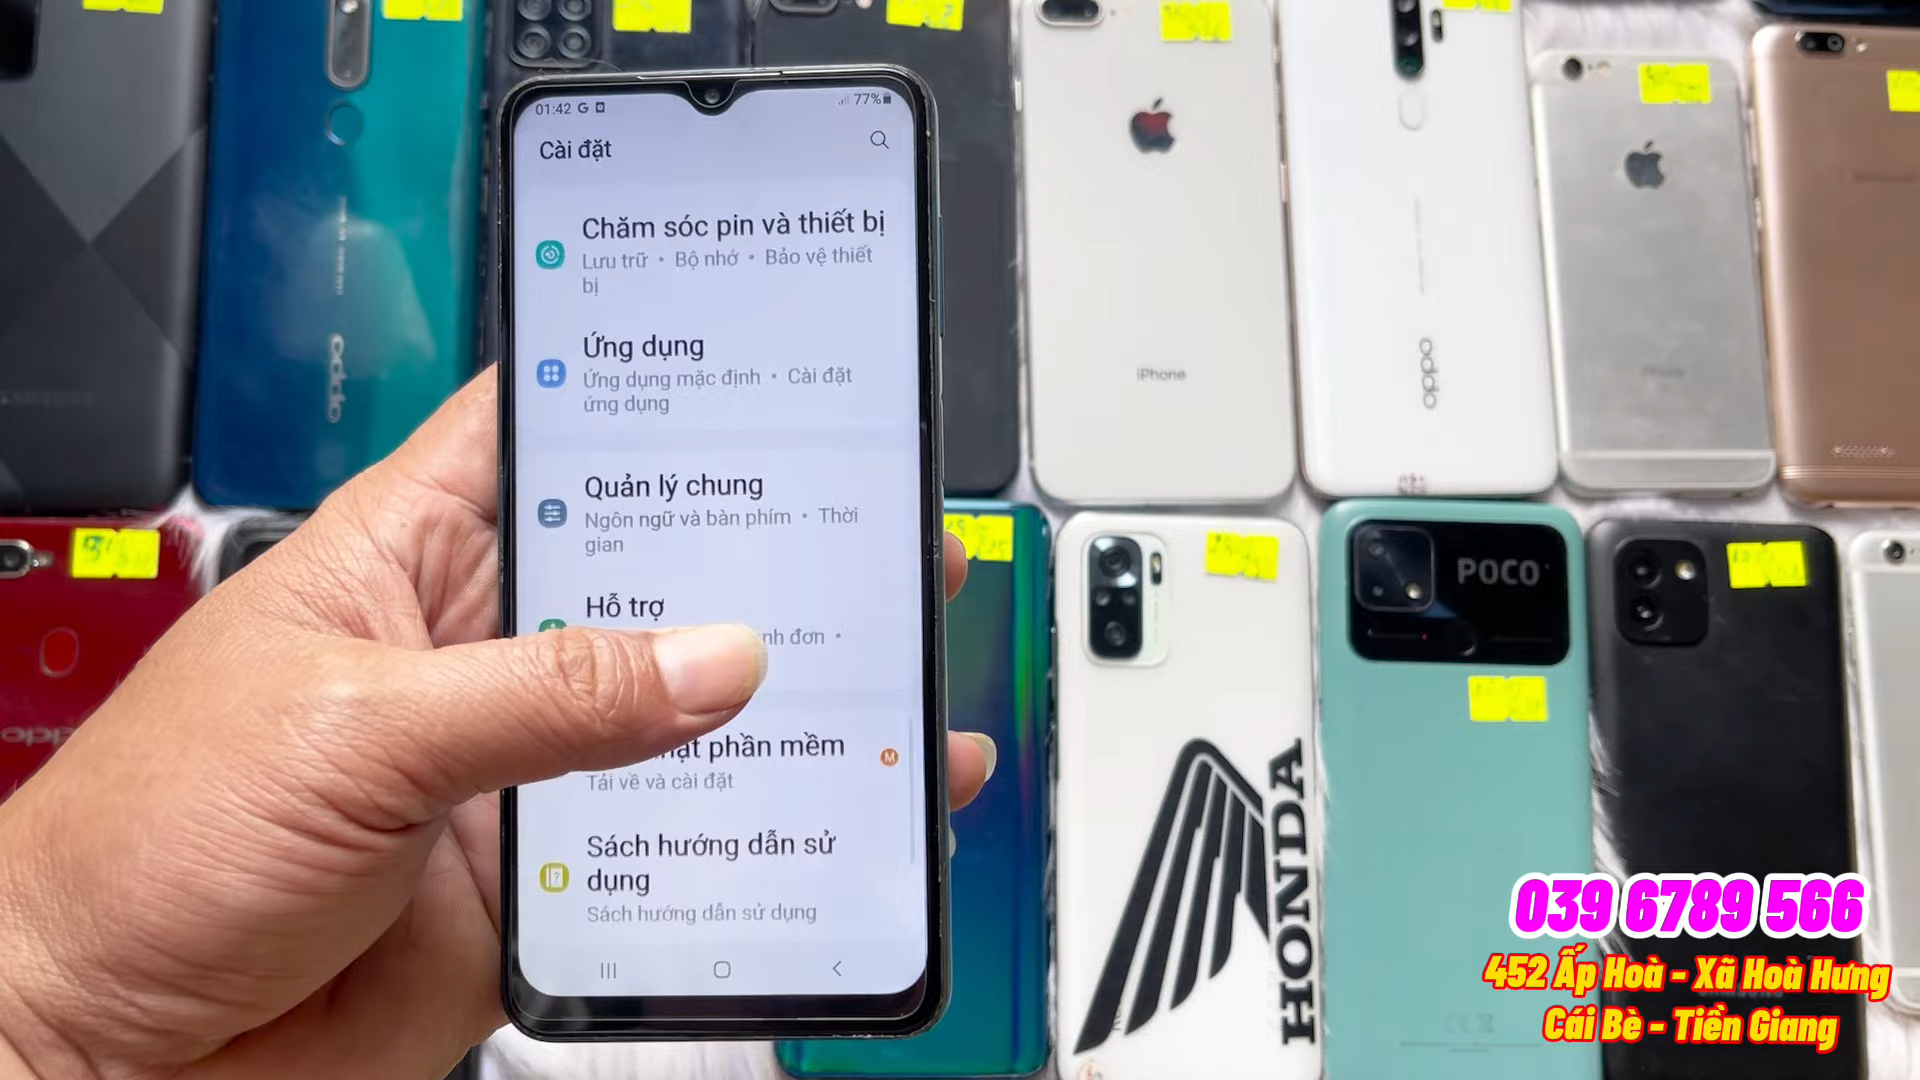 01:42 G
77%
Cài đặt
Chăm sóc pin và thiết bị
Lưu trữ • Bộ nhớ • Bảo vệ thiết
bị
Ứng dụng
Ứng dụng mặc định • Cài đặt
ứng dụng
Quản lý chung
Ngôn ngữ và bàn phím • Thời
gian
Hỗ trợ
đơn •
phần mềm
M
Tải về và cài đặt
Sách hướng dẫn sử
dụng
Sách hướng dẫn sử dụng
oppo
iPhone
oppo
oppo
POCO
HONDA
039 6789 566
452 Ấp Hoà - Xã Hoà Hưng
Cái Bè - Tiền Giang